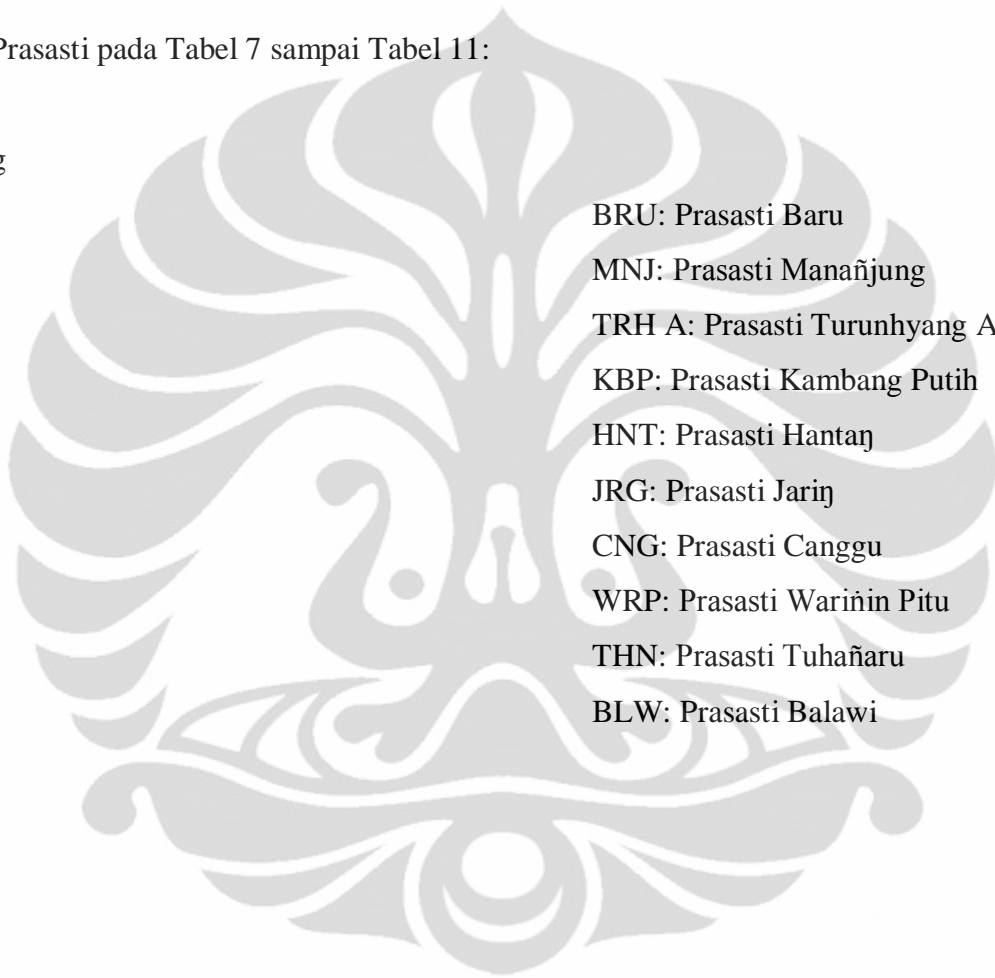 Prasasti pada Tabel 7 sampai Tabel 11:
g
BRU: Prasasti Baru
MNJ: Prasasti Manañjung
TRH A: Prasasti Turunhyang A
KBP: Prasasti Kambang Putih
HNT: Prasasti Hantaŋ
JRG: Prasasti Jariŋ
CNG: Prasasti Canggu
WRP: Prasasti Wariṅin Pitu
THN: Prasasti Tuhañaru
BLW: Prasasti Balawi